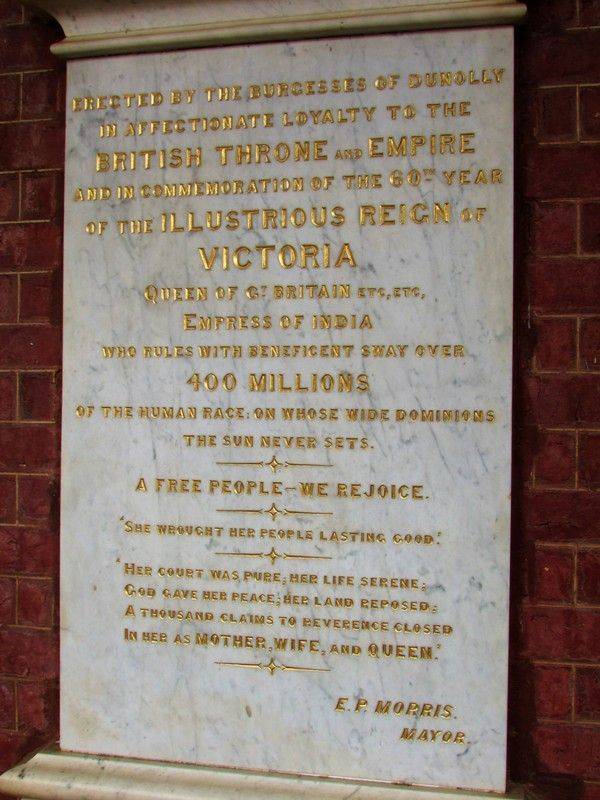 ERECTED BY THE BURGESSES OF DUNOLLY
IN AFFECTIONATE LOYALTY TO THE
BRITISH THRONE AND EMPIRE
AND IN COMMEMORATION OF THE 60TH YEAR
OF THE ILLUSTRIOUS REIGN OF
VICTORIA
QUEEN OF GT BRITAIN ETC, ETC,
EMPRESS OF INDIA
WHO RULES WITH BENEFICENT SWAY OVER
400 MILLIONS
OF THE HUMAN RACE: ON WHOSE WIDE DOMINIONS
THE SUN NEVER SETS.
A FREE PEOPLE—WE REJOICE.
"SHE WROUGHT HER PEOPLE LASTING GOOD."
"HER COURT WAS PURE; HER LIFE SERENE;
GOD GAVE HER PEACE; HER LAND REPOSED;
A THOUSAND CLAIMS TO REVERENCE CLOSED
IN HER AS MOTHER, WIFE, AND QUEEN."
E. P. MORRIS.
MAYOR.